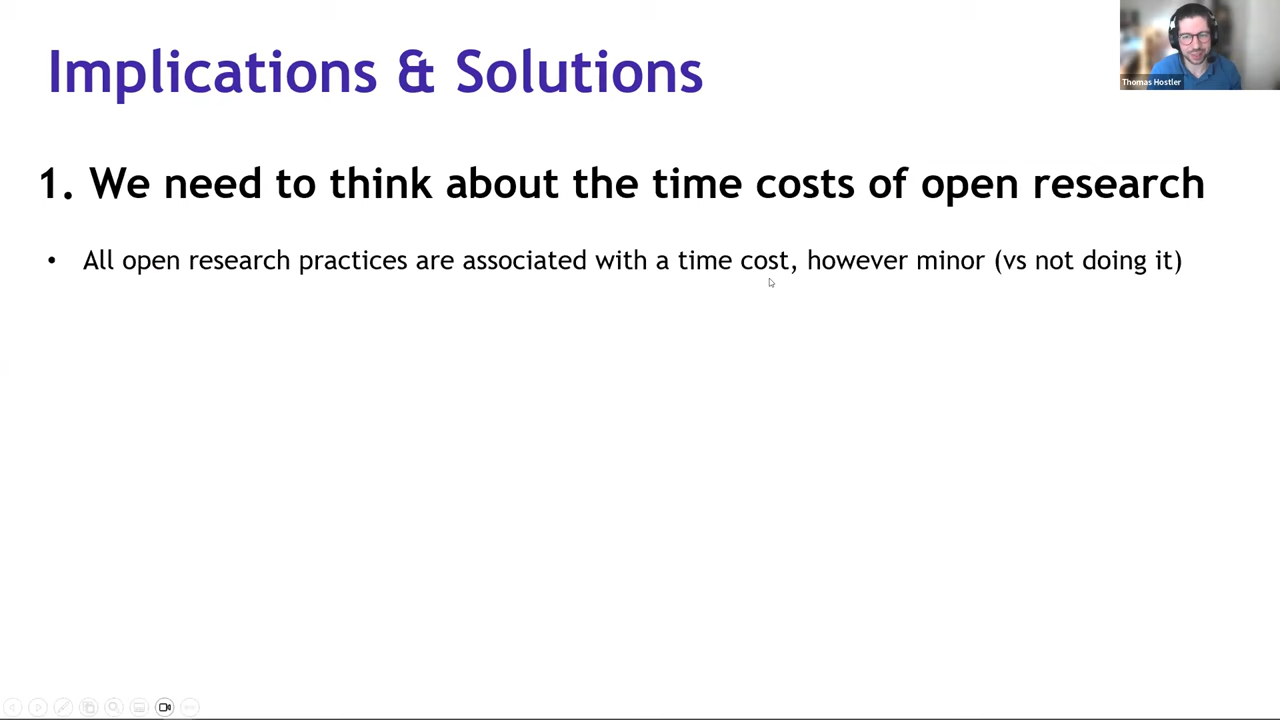 Implications & Solutions
Thomas Hostler
1. We need to think about the time costs of open research
• All open research practices are associated with a time cost, however minor (vs not doing it)